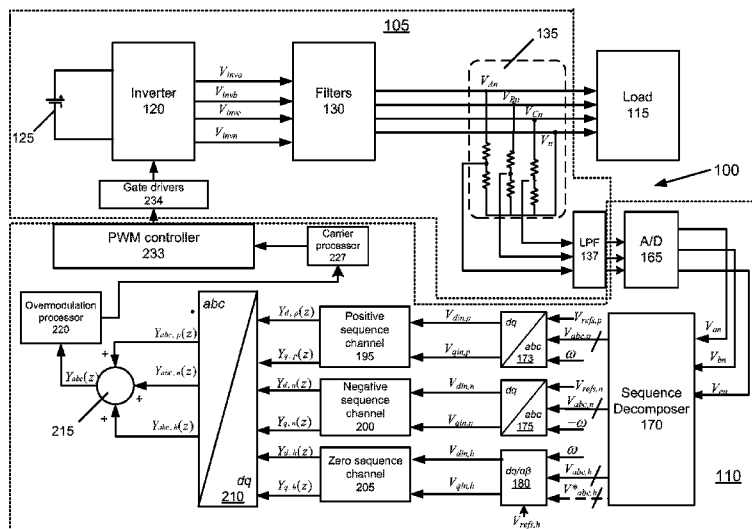 105
135
Inverter
120
V_inva
V_invb
V_invc
V_invn
Filters
130
V_An
V_Bn
V_Cn
V_n
Load
115
125
100
Gate drivers
234
PWM controller
233
Carrier
processor
227
LPF
137
A/D
165
Overmodulation
processor
220
abc
dq
210
Y_abc,p(z)
Y_abc,n(z)
Y_abc,h(z)
Y_abc(z)
+
+
+
215
Y_d,p(z)
Y_q,p(z)
Y_d,n(z)
Y_q,n(z)
Y_d,h(z)
Y_q,h(z)
Positive
sequence
channel
195
Negative
sequence
channel
200
Zero sequence
channel
205
V_din,p
V_qin,p
V_din,n
V_qin,n
V_din,h
V_qin,h
dq
abc
173
dq
abc
175
dq/αβ
180
V_refs,p
V_abc,p
ω
V_refs,n
V_abc,n
-ω
ω
V_abc,h
V*_abc,h
V_refs,h
Sequence
Decomposer
170
V_an
V_bn
V_cn
110